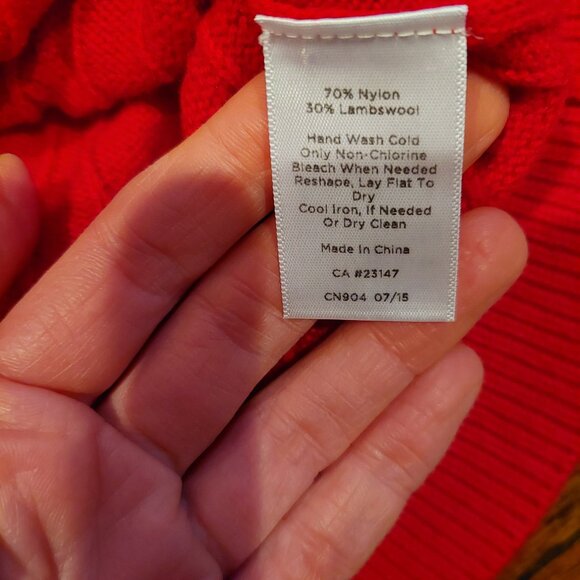 70% Nylon
30% Lambswool
Hand Wash Cold
Only Non-Chlorine
Bleach When Needed
Reshape, Lay Flat To
Dry
Cool Iron, If Needed
Or Dry Clean
Made In China
CA #23147
CN904 07/15